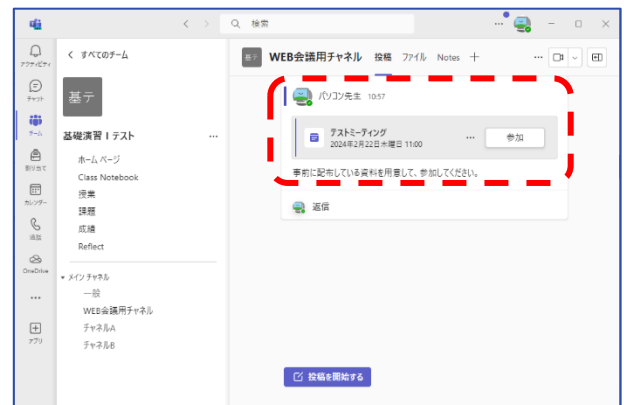 検索
アクティビティ
チャット
チーム
割り当て
カレンダー
通話
OneDrive
アプリ
すべてのチーム
基テ
基礎演習Ⅰテスト
ホーム ページ
Class Notebook
授業
課題
成績
Reflect
メイン チャネル
一般
WEB会議用チャネル
チャネルA
チャネルB
基テ WEB会議用チャネル 投稿 ファイル Notes
パソコン先生 10:57
テストミーティング
2024年2月22日木曜日 11:00
参加
事前に配布している資料を用意して、参加してください。
返信
投稿を開始する